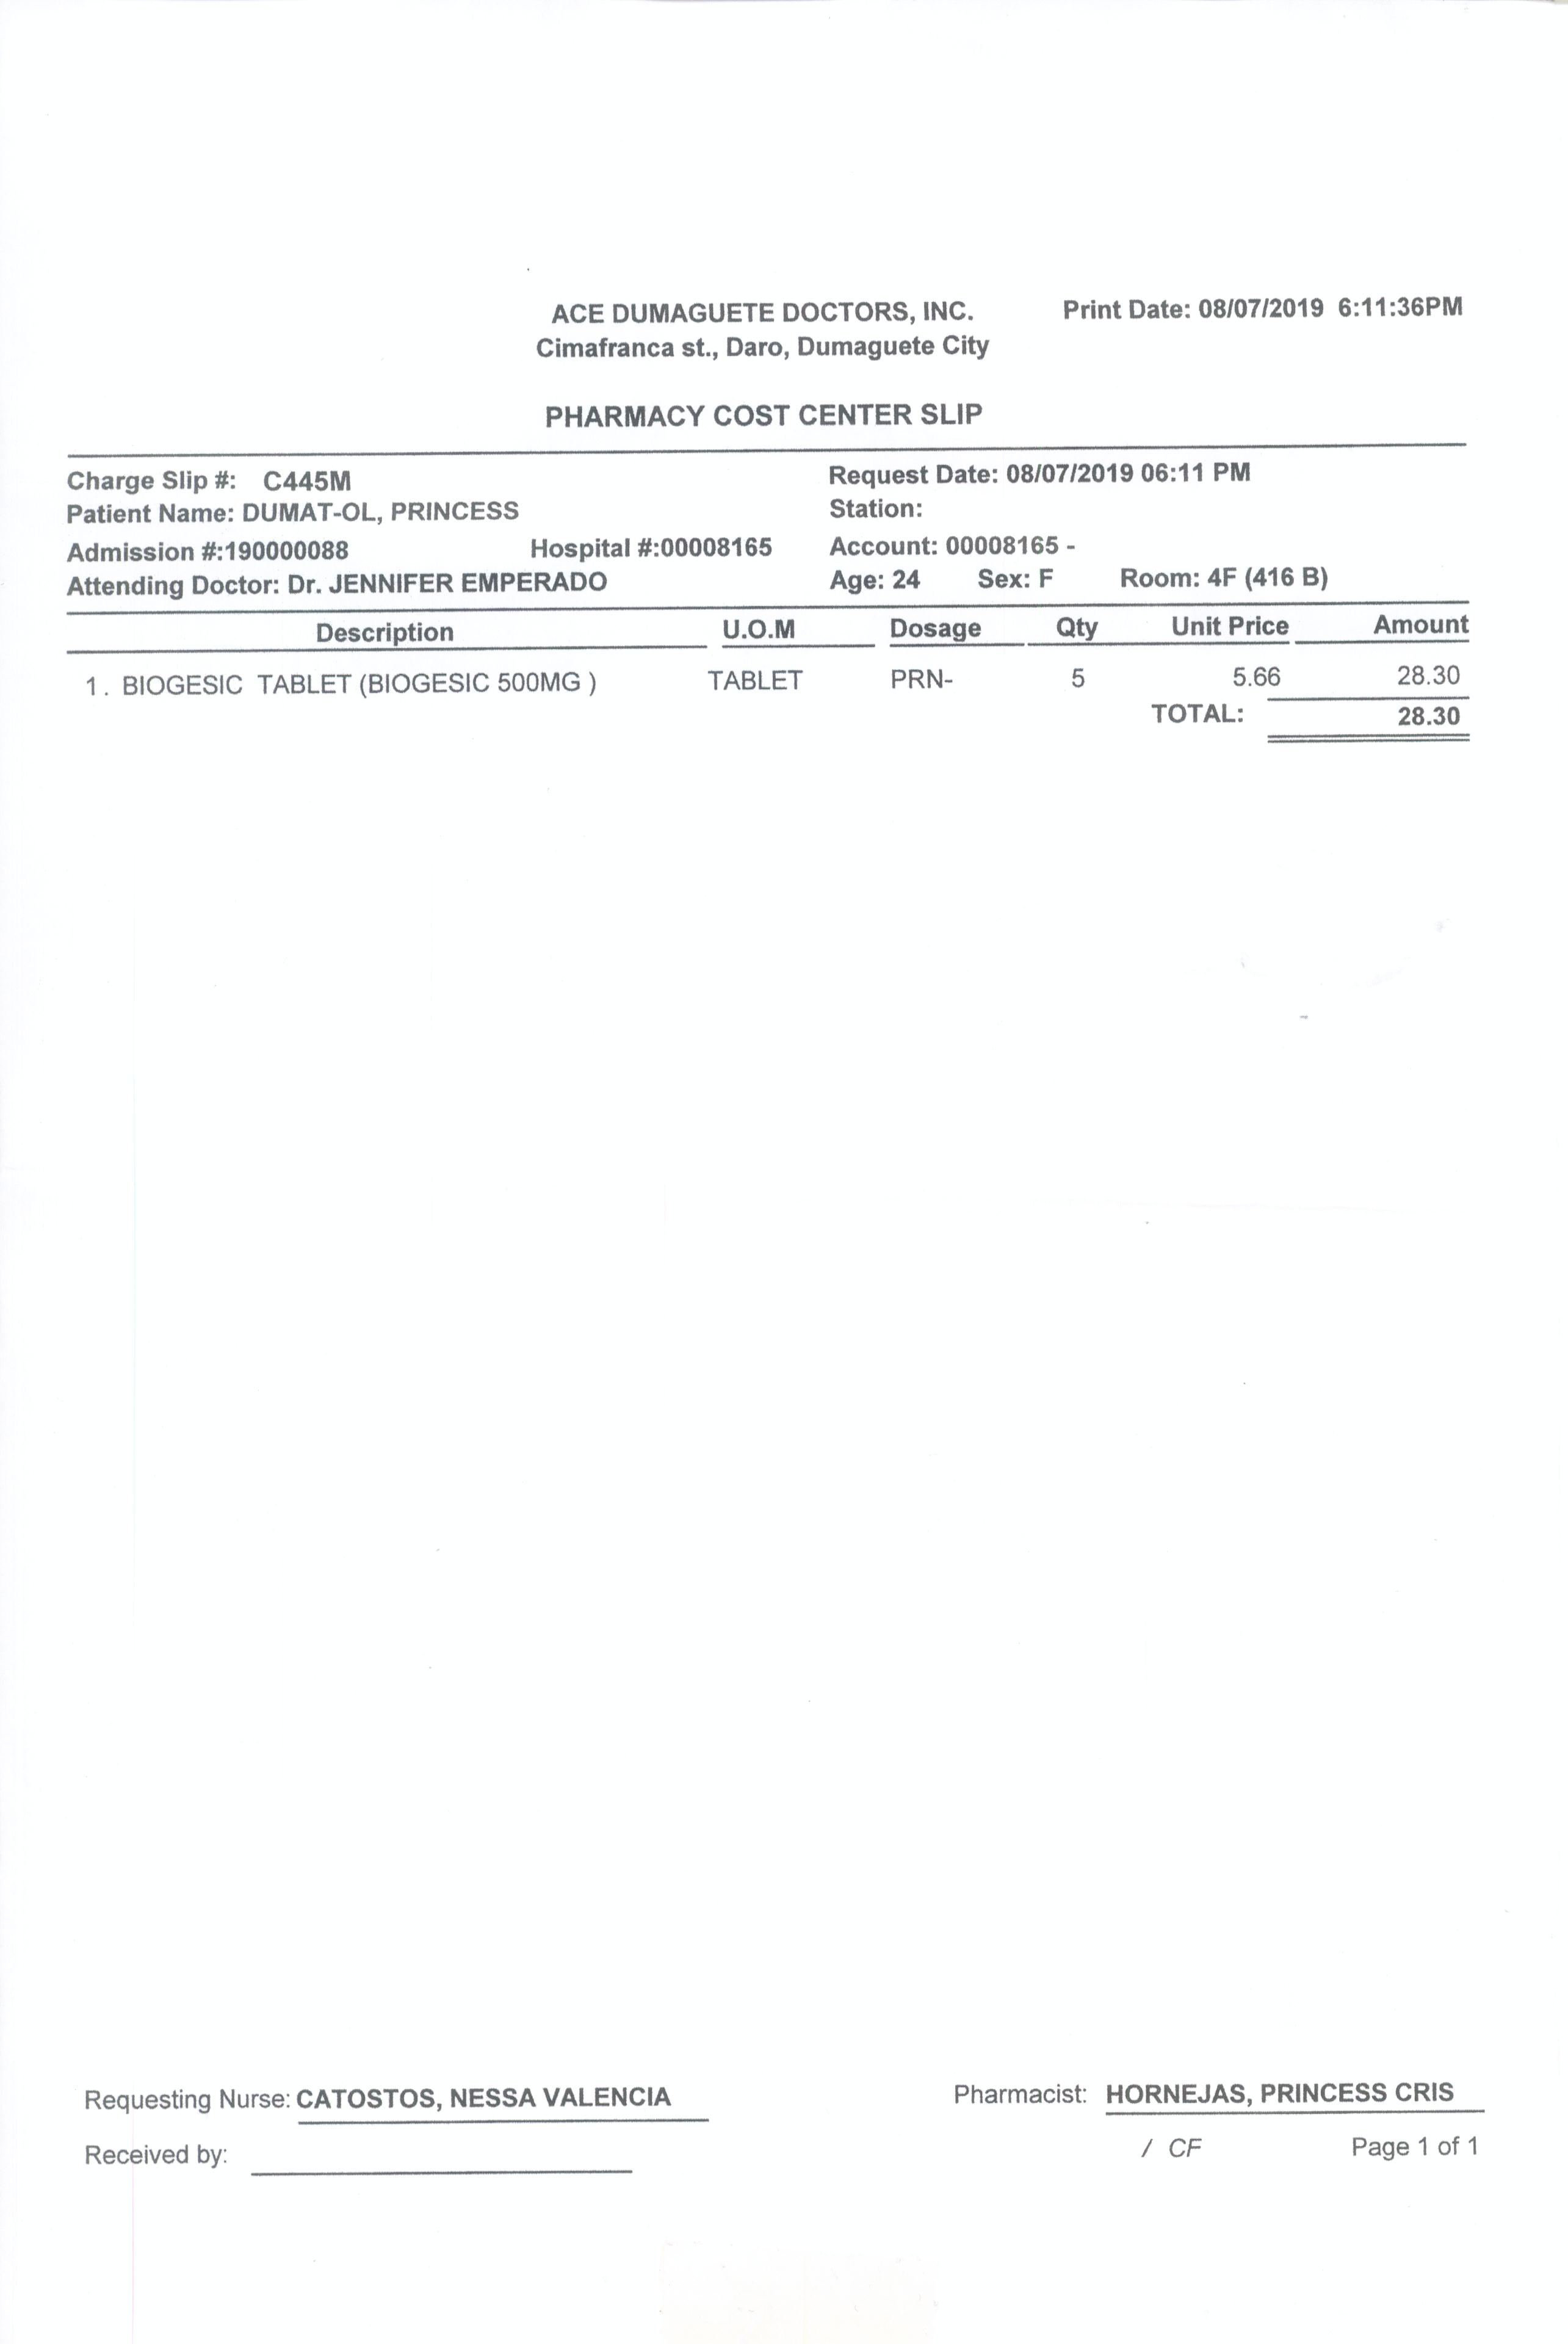 ACE DUMAGUETE DOCTORS, INC. Print Date: 08/07/2019 6:11:36PM
Cimafranca st., Daro, Dumaguete City
PHARMACY COST CENTER SLIP
Charge Slip #: C445M Request Date: 08/07/2019 06:11 PM
Patient Name: DUMAT-OL, PRINCESS Station:
Admission #:190000088 Hospital #:00008165 Account: 00008165 -
Attending Doctor: Dr. JENNIFER EMPERADO Age: 24 Sex: F Room: 4F (416 B)
Description U.O.M Dosage Qty Unit Price Amount
1. BIOGESIC TABLET (BIOGESIC 500MG ) TABLET PRN- 5 5.66 28.30
TOTAL: 28.30
Requesting Nurse: CATOSTOS, NESSA VALENCIA Pharmacist: HORNEJAS, PRINCESS CRIS
Received by: / CF Page 1 of 1